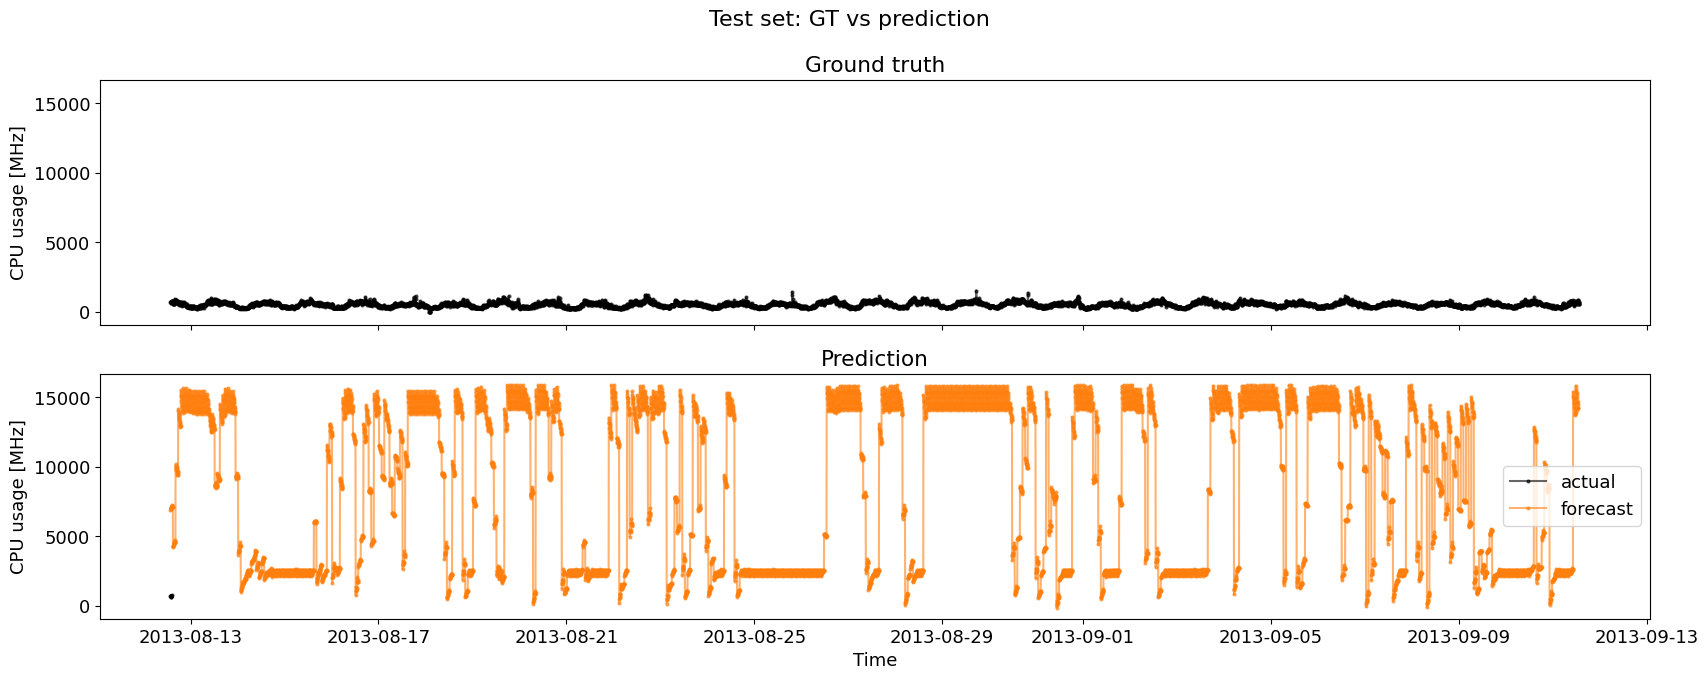 Test set: GT vs prediction
Ground truth
CPU usage [MHz]
15000
10000
5000
0
Prediction
CPU usage [MHz]
15000
10000
5000
0
actual
forecast
2013-08-13 2013-08-17 2013-08-21 2013-08-25 2013-08-29 2013-09-01 2013-09-05 2013-09-09 2013-09-13
Time